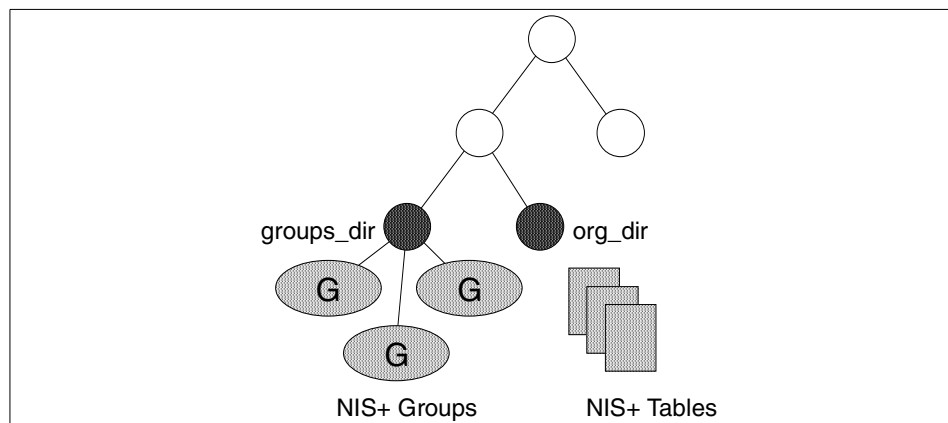 groups_dir
org_dir
G
G
G
NIS+ Groups
NIS+ Tables